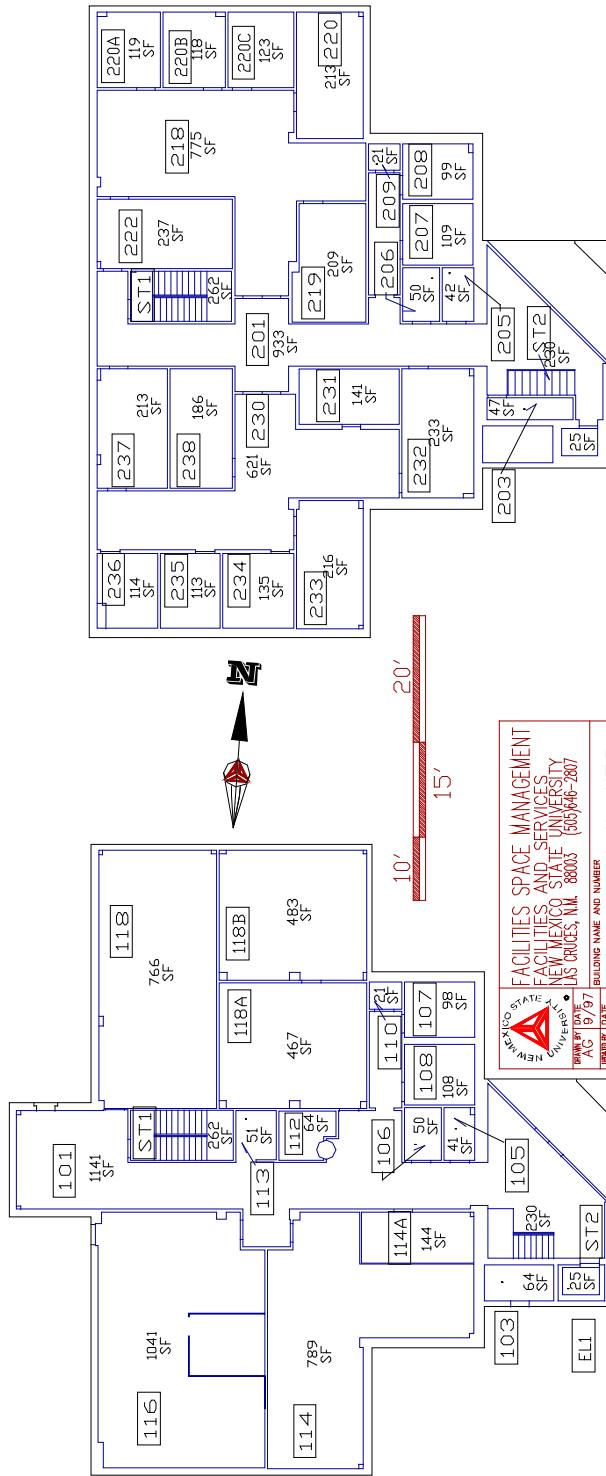 101
1141
SF
ST1
262
SF
113
51
SF
112
64
SF
118
766
SF
118B
483
SF
118A
467
SF
110
21
SF
107
98
SF
108
108
SF
106
50
SF
41
SF
105
116
1041
SF
114
789
SF
114A
144
SF
230
SF
ST2
64
SF
25
SF
103
EL1
N
10'
15'
20'
220A
119
SF
220B
118
SF
220C
123
SF
220
213
SF
218
775
SF
222
237
SF
ST1
262
SF
219
209
SF
209
21
SF
208
99
SF
207
109
SF
206
50
SF
42
SF
205
201
933
SF
237
213
SF
238
186
SF
230
621
SF
231
141
SF
232
233
SF
236
114
SF
235
113
SF
234
135
SF
233
216
SF
ST2
230
SF
47
SF
25
SF
203
NEW MEXICO STATE UNIVERSITY
FACILITIES SPACE MANAGEMENT
FACILITIES AND SERVICES
NEW MEXICO STATE UNIVERSITY
LAS CRUCES, N.M. 88003 (505)646-2807
DRAWN BY DATE
AG 9/97
BUILDING NAME AND NUMBER
DATE